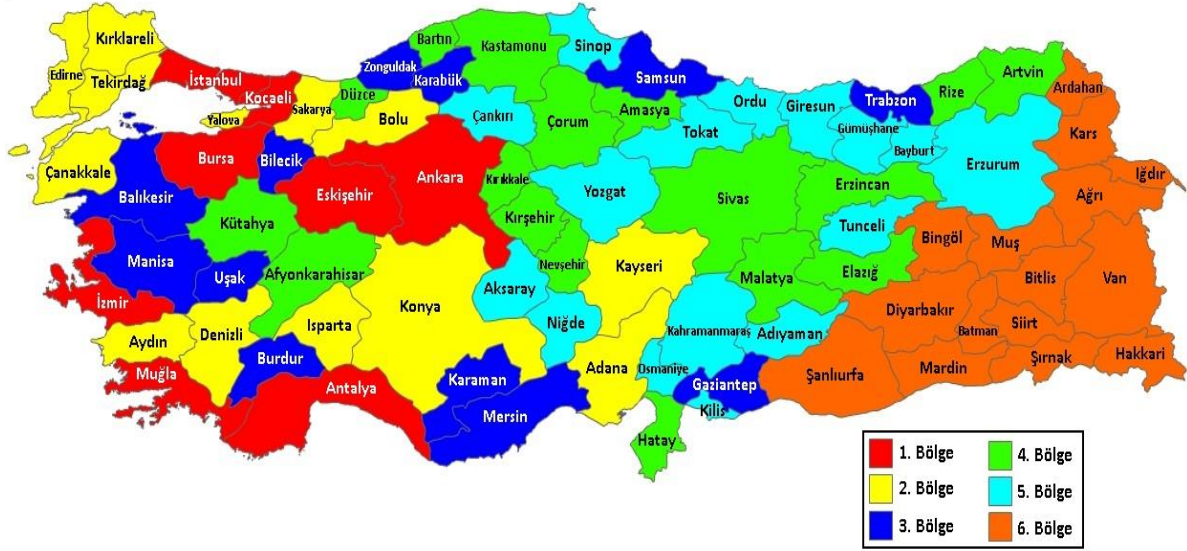 Kırklareli
Edirne
Tekirdağ
İstanbul
Kocaeli
Yalova
Sakarya
Düzce
Bolu
Zonguldak
Bartın
Karabük
Kastamonu
Sinop
Samsun
Çankırı
Çorum
Amasya
Tokat
Ordu
Giresun
Gümüşhane
Trabzon
Bayburt
Rize
Artvin
Ardahan
Kars
Iğdır
Ağrı
Erzurum
Erzincan
Çanakkale
Balıkesir
Bursa
Bilecik
Eskişehir
Ankara
Kırıkkale
Kırşehir
Yozgat
Sivas
Tunceli
Bingöl
Muş
Bitlis
Van
Kütahya
Manisa
Uşak
Afyonkarahisar
Konya
Aksaray
Nevşehir
Kayseri
Niğde
Malatya
Elazığ
Diyarbakır
Batman
Siirt
Şırnak
Hakkari
İzmir
Aydın
Denizli
Isparta
Burdur
Muğla
Antalya
Karaman
Mersin
Adana
Kahramanmaraş
Adıyaman
Osmaniye
Gaziantep
Kilis
Şanlıurfa
Mardin
Hatay
1. Bölge
2. Bölge
3. Bölge
4. Bölge
5. Bölge
6. Bölge